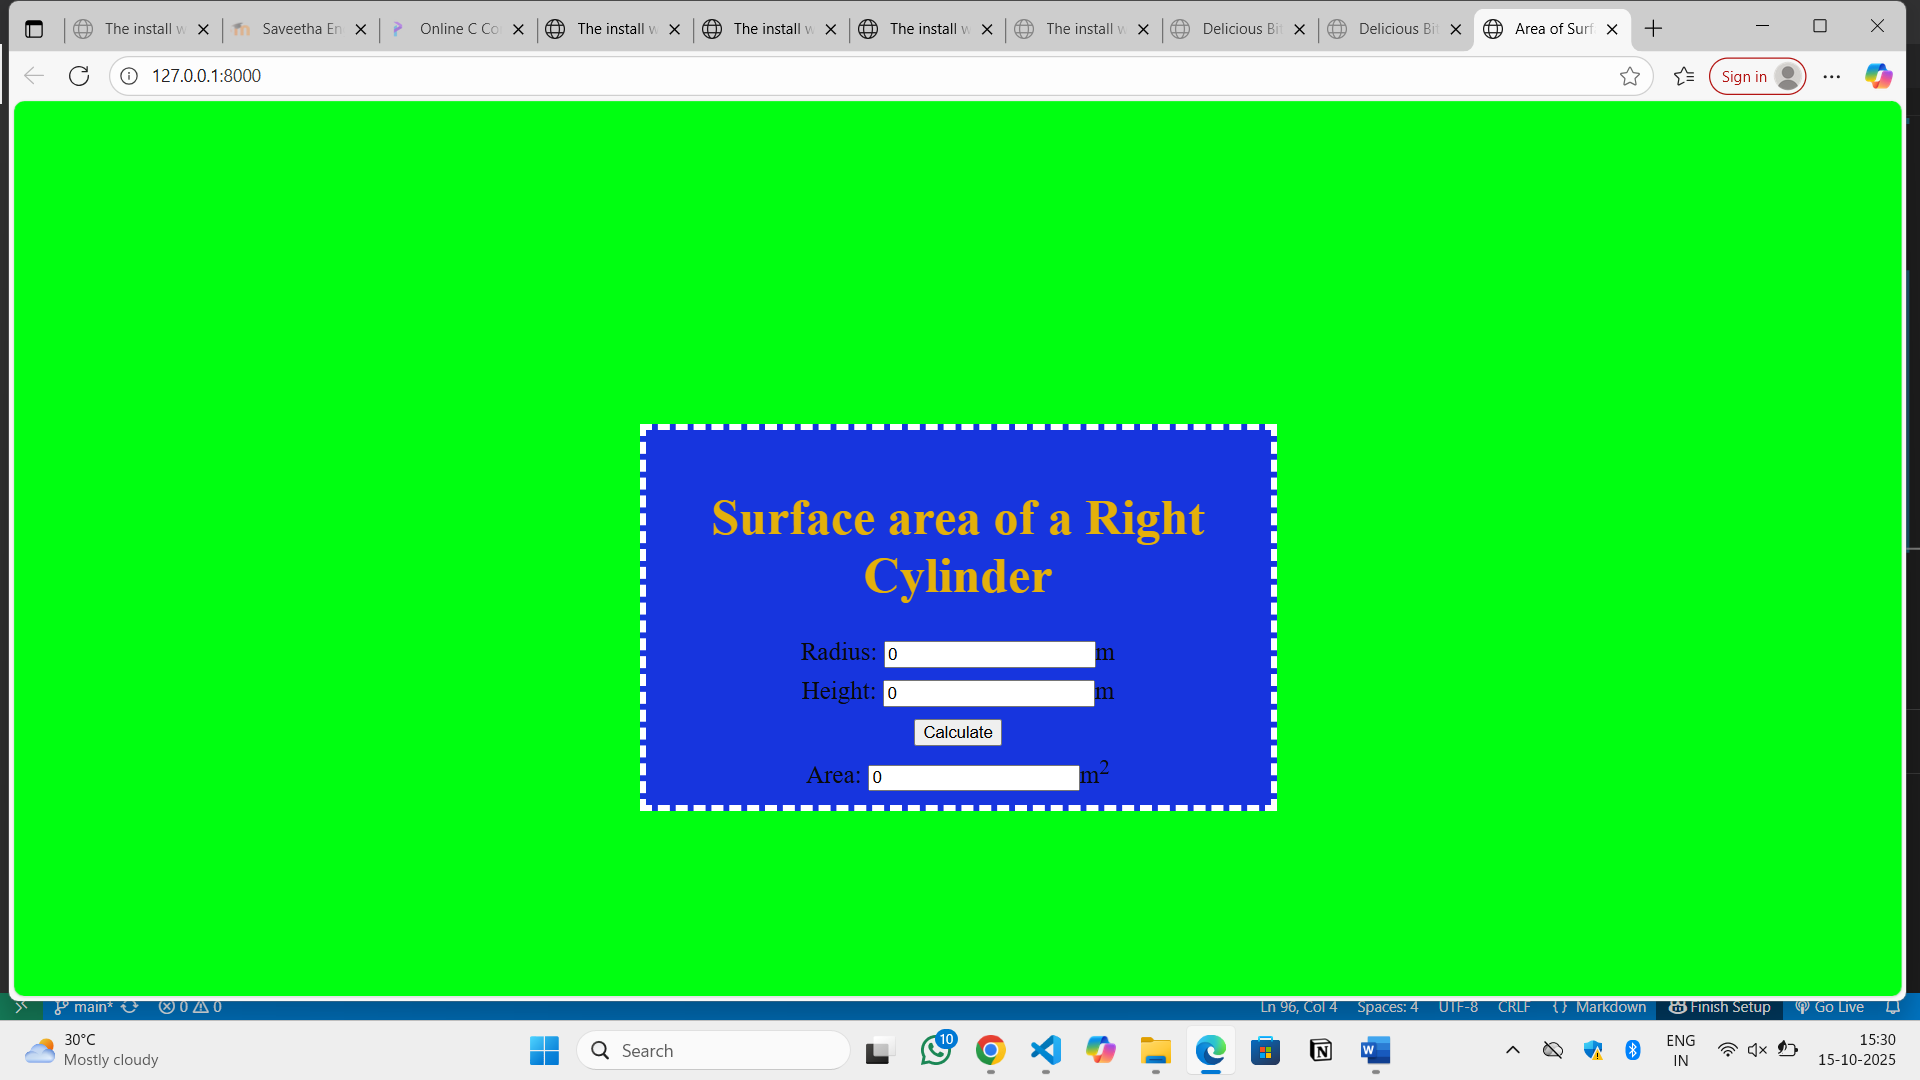 The install w
Saveetha En
Online C Co
The install w
The install w
The install w
The install w
Delicious Bit
Delicious Bit
Area of Surf
127.0.0.1:8000
Sign in
Surface area of a Right
Cylinder
Radius: 0 m
Height: 0 m
Calculate
Area: 0 m²
main* 0 0 Ln 96, Col 4 Spaces: 4 UTF-8 CRLF {} Markdown Finish Setup Go Live
30°C
Mostly cloudy
Search
10
ENG
IN
15:30
15-10-2025